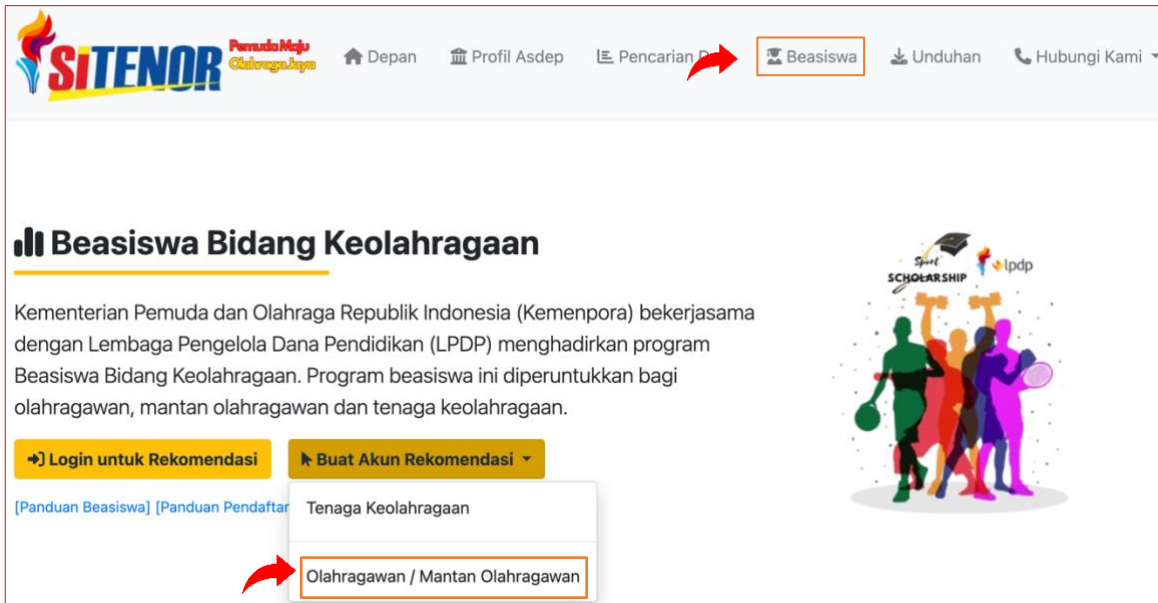 SiTENOR Pemuda Maju
Olahraga Jaya
Depan Profil Asdep Pencarian Beasiswa Unduhan Hubungi Kami
Beasiswa Bidang Keolahragaan
Sport
SCHOLARSHIP lpdp
Kementerian Pemuda dan Olahraga Republik Indonesia (Kemenpora) bekerjasama
dengan Lembaga Pengelola Dana Pendidikan (LPDP) menghadirkan program
Beasiswa Bidang Keolahragaan. Program beasiswa ini diperuntukkan bagi
olahragawan, mantan olahragawan dan tenaga keolahragaan.
Login untuk Rekomendasi Buat Akun Rekomendasi
[Panduan Beasiswa] [Panduan Pendaftar
Tenaga Keolahragaan
Olahragawan / Mantan Olahragawan